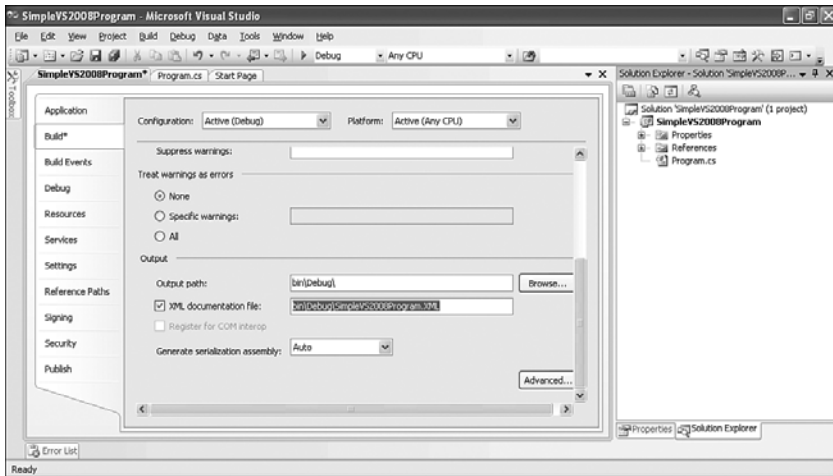 SimpleVS2008Program - Microsoft Visual Studio
File Edit View Project Build Debug Data Tools Window Help
Debug Any CPU
SimpleVS2008Program* Program.cs Start Page
Toolbox
Application
Build*
Build Events
Debug
Resources
Services
Settings
Reference Paths
Signing
Security
Publish
Configuration: Active (Debug) Platform: Active (Any CPU)
Suppress warnings:
Treat warnings as errors
None
Specific warnings:
All
Output
Output path: bin\Debug\ Browse...
XML documentation file: bin\Debug\SimpleVS2008Program.XML
Register for COM interop
Generate serialization assembly: Auto
Advanced...
Solution Explorer - Solution 'SimpleVS2008P...
Solution 'SimpleVS2008Program' (1 project)
SimpleVS2008Program
Properties
References
Program.cs
Properties Solution Explorer
Error List
Ready